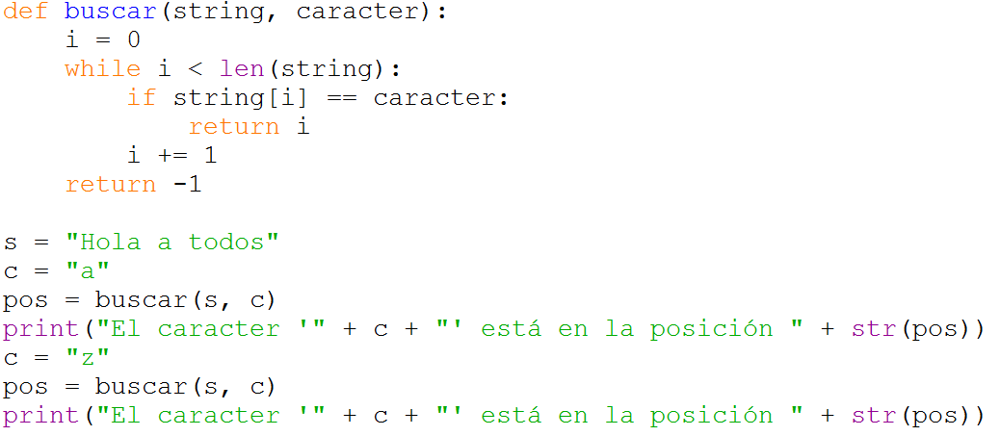 def buscar(string, caracter):
    i = 0
    while i < len(string):
        if string[i] == caracter:
            return i
        i += 1
    return -1

s = "Hola a todos"
c = "a"
pos = buscar(s, c)
print("El caracter '" + c + "' está en la posición " + str(pos))
c = "z"
pos = buscar(s, c)
print("El caracter '" + c + "' está en la posición " + str(pos))